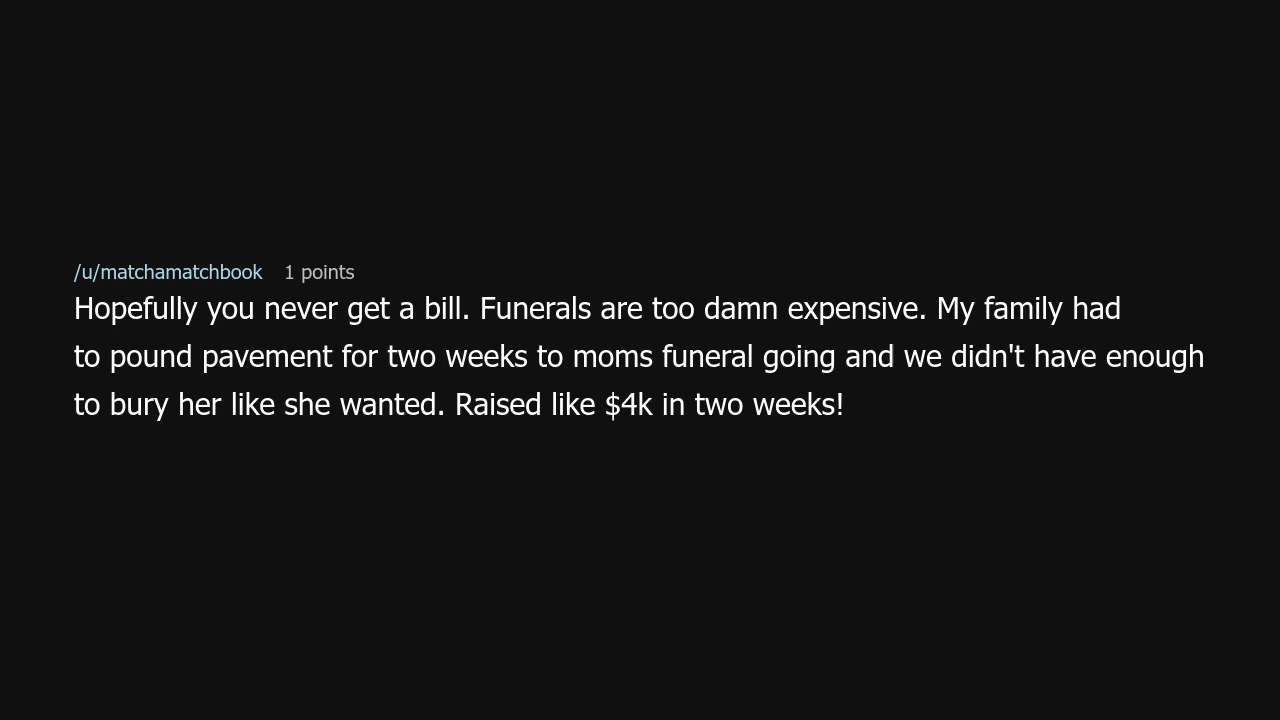 /u/matchamatchbook 1 points
Hopefully you never get a bill. Funerals are too damn expensive. My family had
to pound pavement for two weeks to moms funeral going and we didn't have enough
to bury her like she wanted. Raised like $4k in two weeks!